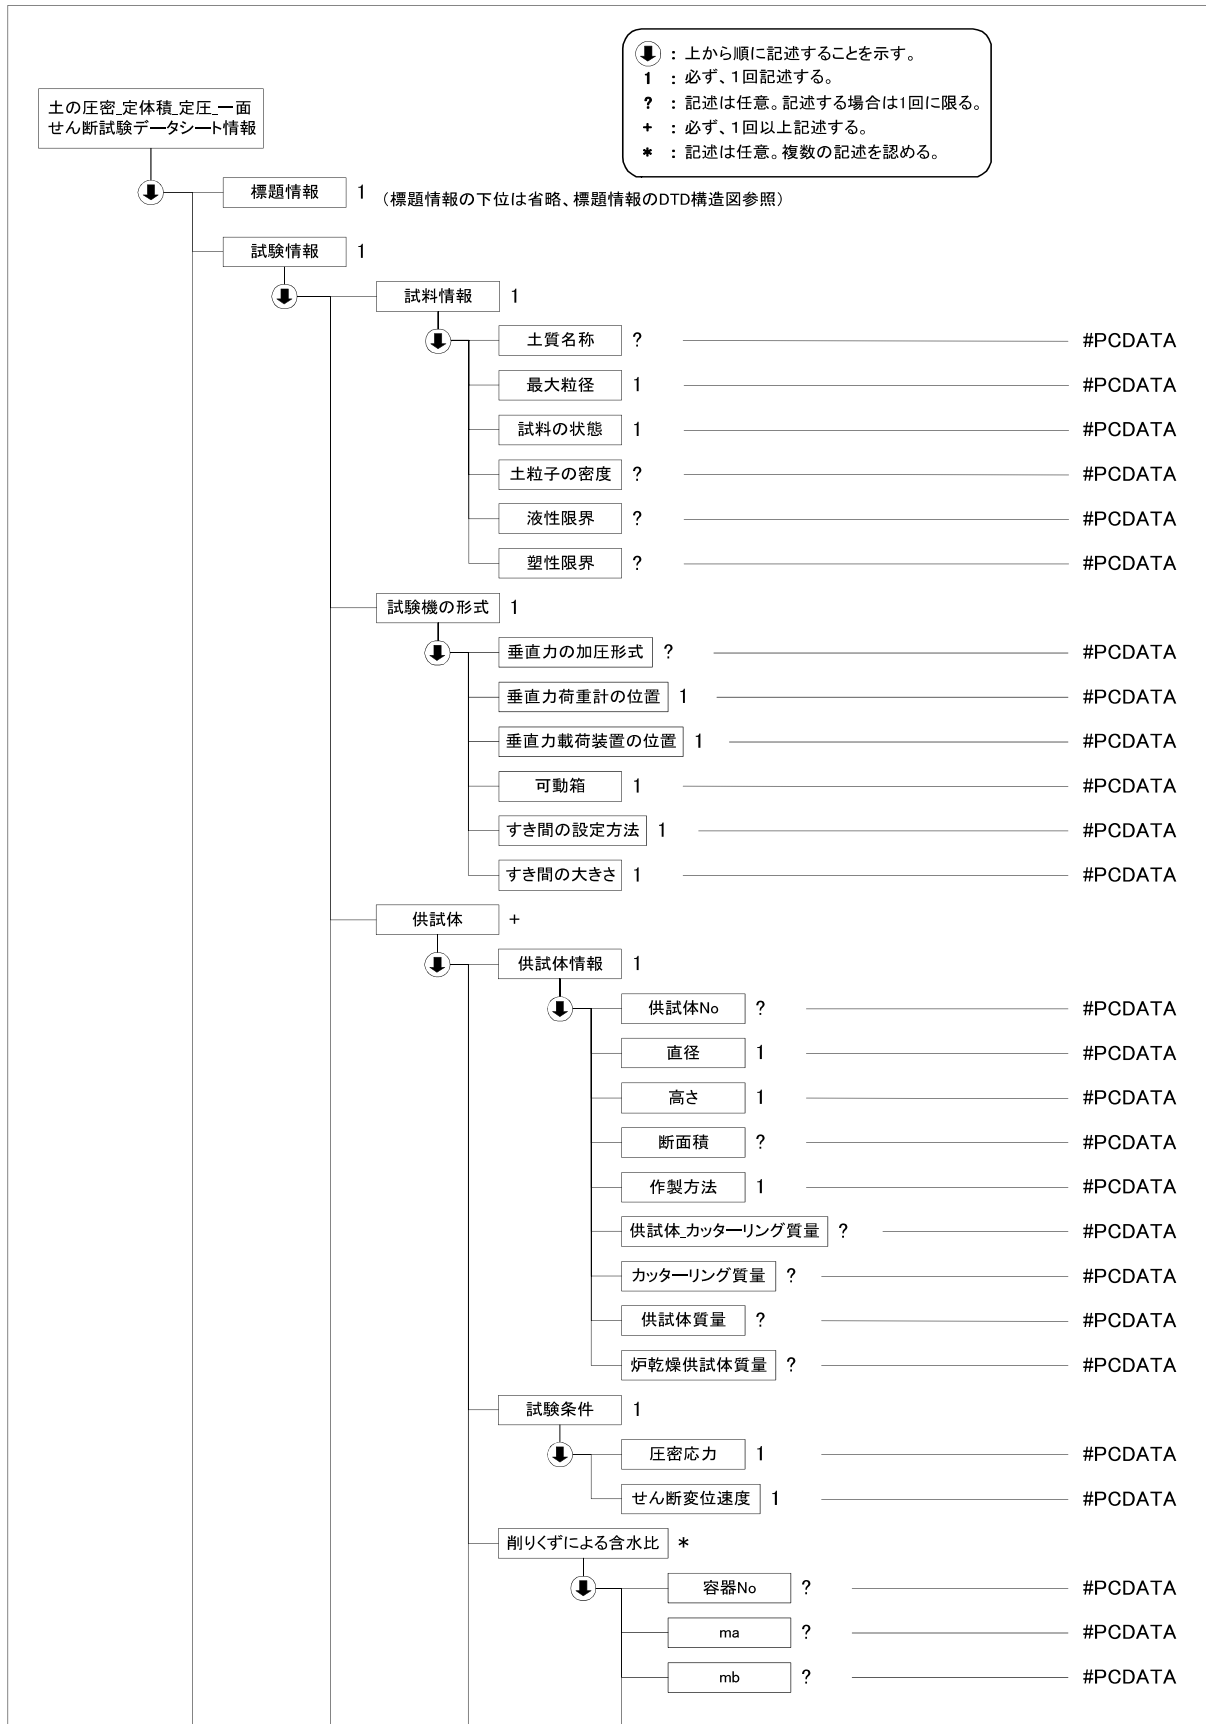 : 上から順に記述することを示す。
1 : 必ず、1回記述する。
? : 記述は任意。記述する場合は1回に限る。
+ : 必ず、1回以上記述する。
* : 記述は任意。複数の記述を認める。
土の圧密_定体積_定圧_一面
せん断試験データシート情報
標題情報 1 (標題情報の下位は省略、標題情報のDTD構造図参照)
試験情報 1
試料情報 1
土質名称 ? #PCDATA
最大粒径 1 #PCDATA
試料の状態 1 #PCDATA
土粒子の密度 ? #PCDATA
液性限界 ? #PCDATA
塑性限界 ? #PCDATA
試験機の形式 1
垂直力の加圧形式 ? #PCDATA
垂直力荷重計の位置 1 #PCDATA
垂直力載荷装置の位置 1 #PCDATA
可動箱 1 #PCDATA
すき間の設定方法 1 #PCDATA
すき間の大きさ 1 #PCDATA
供試体 +
供試体情報 1
供試体No ? #PCDATA
直径 1 #PCDATA
高さ 1 #PCDATA
断面積 ? #PCDATA
作製方法 1 #PCDATA
供試体_カッターリング質量 ? #PCDATA
カッターリング質量 ? #PCDATA
供試体質量 ? #PCDATA
炉乾燥供試体質量 ? #PCDATA
試験条件 1
圧密応力 1 #PCDATA
せん断変位速度 1 #PCDATA
削りくずによる含水比 *
容器No ? #PCDATA
ma ? #PCDATA
mb ? #PCDATA